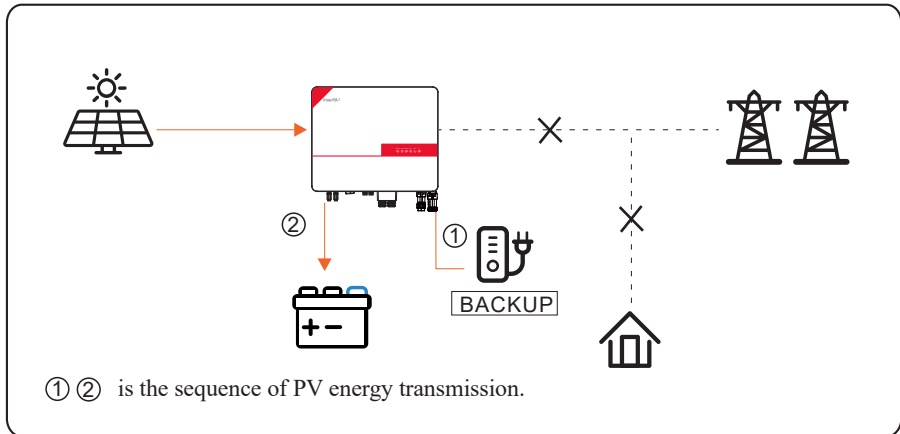 ②
①
BACKUP
① ② is the sequence of PV energy transmission.